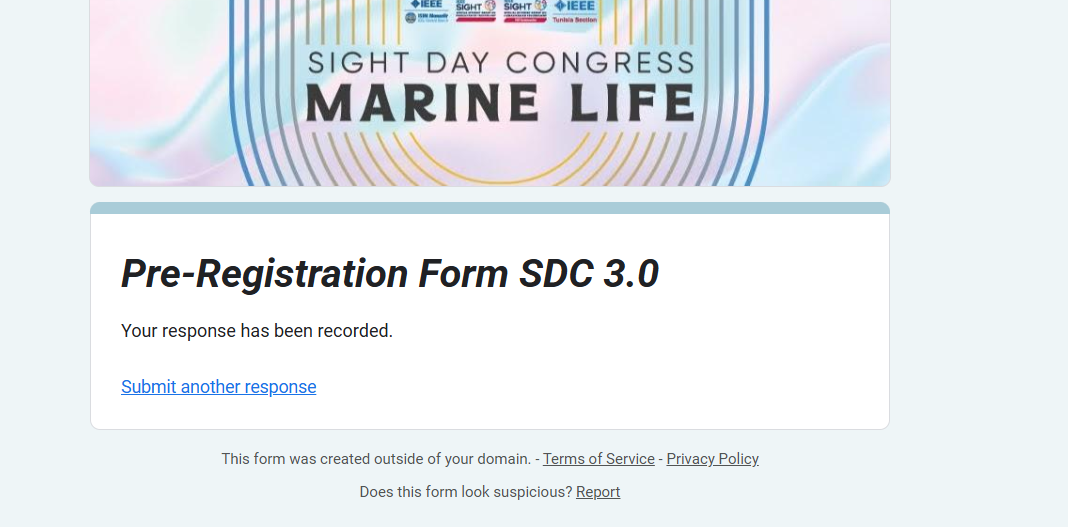 IEEE SIGHT SIGHT IEEE
Tunisia Section
SIGHT DAY CONGRESS
MARINE LIFE
Pre-Registration Form SDC 3.0
Your response has been recorded.
Submit another response
This form was created outside of your domain. - Terms of Service - Privacy Policy
Does this form look suspicious? Report